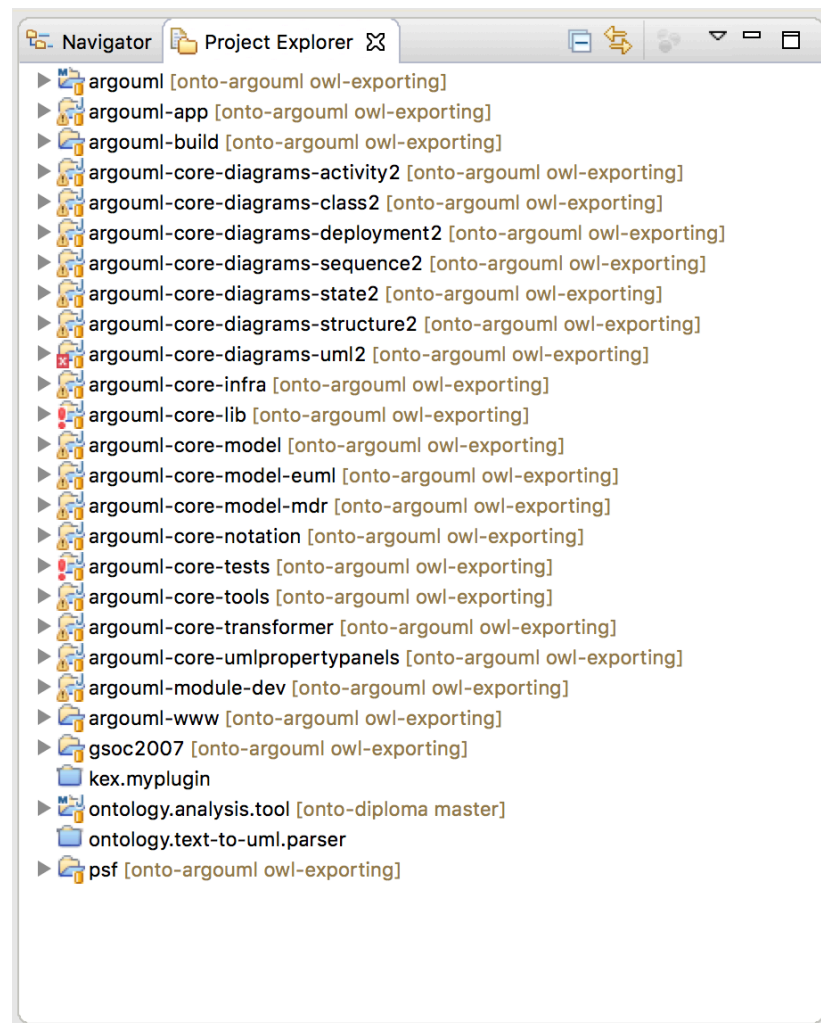 Navigator Project Explorer
argouml [onto-argouml owl-exporting]
argouml-app [onto-argouml owl-exporting]
argouml-build [onto-argouml owl-exporting]
argouml-core-diagrams-activity2 [onto-argouml owl-exporting]
argouml-core-diagrams-class2 [onto-argouml owl-exporting]
argouml-core-diagrams-deployment2 [onto-argouml owl-exporting]
argouml-core-diagrams-sequence2 [onto-argouml owl-exporting]
argouml-core-diagrams-state2 [onto-argouml owl-exporting]
argouml-core-diagrams-structure2 [onto-argouml owl-exporting]
argouml-core-diagrams-uml2 [onto-argouml owl-exporting]
argouml-core-infra [onto-argouml owl-exporting]
argouml-core-lib [onto-argouml owl-exporting]
argouml-core-model [onto-argouml owl-exporting]
argouml-core-model-euml [onto-argouml owl-exporting]
argouml-core-model-mdr [onto-argouml owl-exporting]
argouml-core-notation [onto-argouml owl-exporting]
argouml-core-tests [onto-argouml owl-exporting]
argouml-core-tools [onto-argouml owl-exporting]
argouml-core-transformer [onto-argouml owl-exporting]
argouml-core-umlpropertypanels [onto-argouml owl-exporting]
argouml-module-dev [onto-argouml owl-exporting]
argouml-www [onto-argouml owl-exporting]
gsoc2007 [onto-argouml owl-exporting]
kex.myplugin
ontology.analysis.tool [onto-diploma master]
ontology.text-to-uml.parser
psf [onto-argouml owl-exporting]